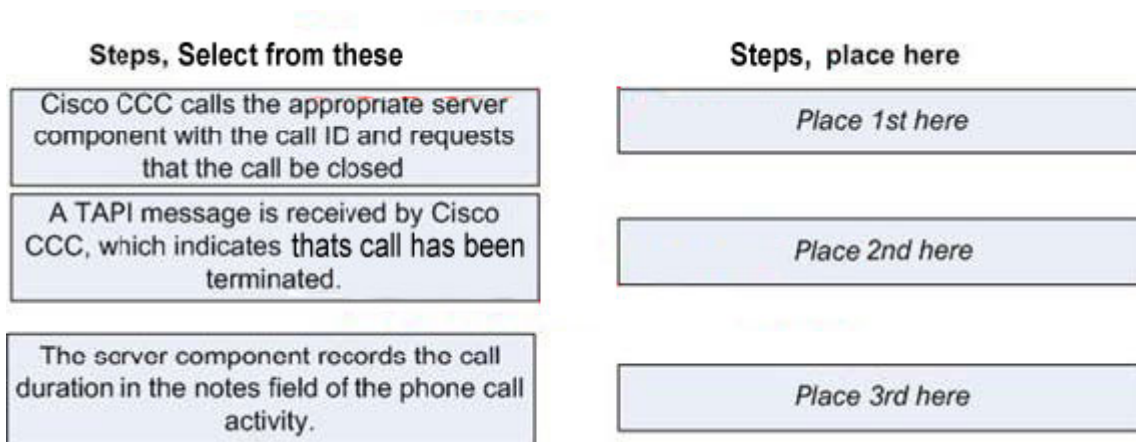 Steps, Select from these
Steps, place here
Cisco CCC calls the appropriate server
component with the call ID and requests
that the call be closed
Place 1st here
A TAPI message is received by Cisco
CCC, which indicates thats call has been
terminated.
Place 2nd here
The server component records the call
duration in the notes field of the phone call
activity.
Place 3rd here